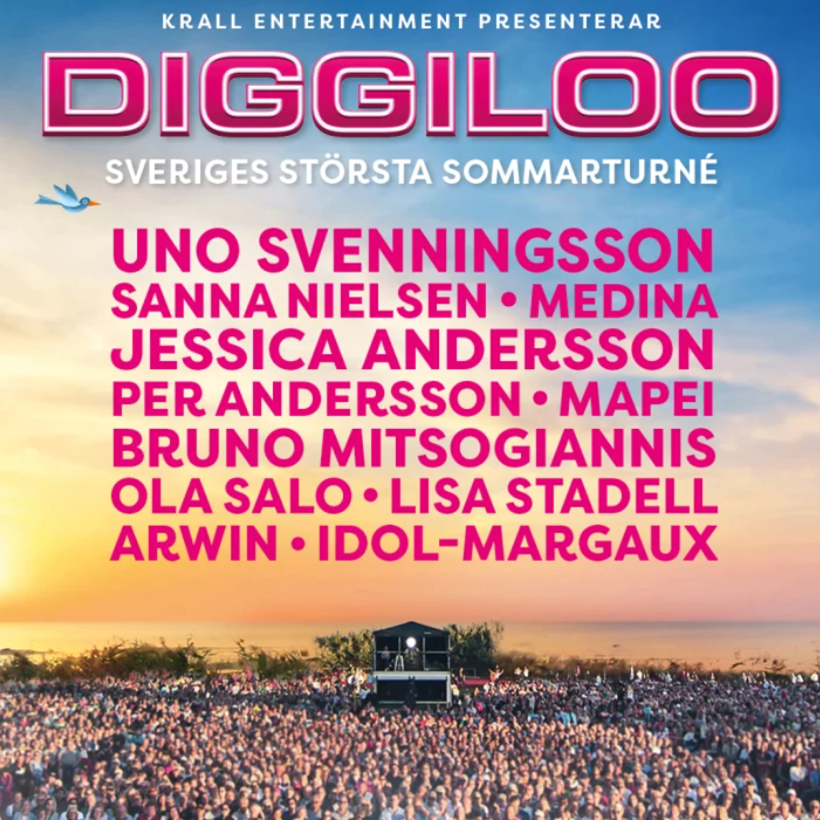 KRALL ENTERTAINMENT PRESENTERAR
DIGGILOO
SVERIGES STÖRSTA SOMMARTURNÉ
UNO SVENNINGSSON
SANNA NIELSEN • MEDINA
JESSICA ANDERSSON
PER ANDERSSON • MAPEI
BRUNO MITSOGIANNIS
OLA SALO • LISA STADELL
ARWIN • IDOL-MARGAUX